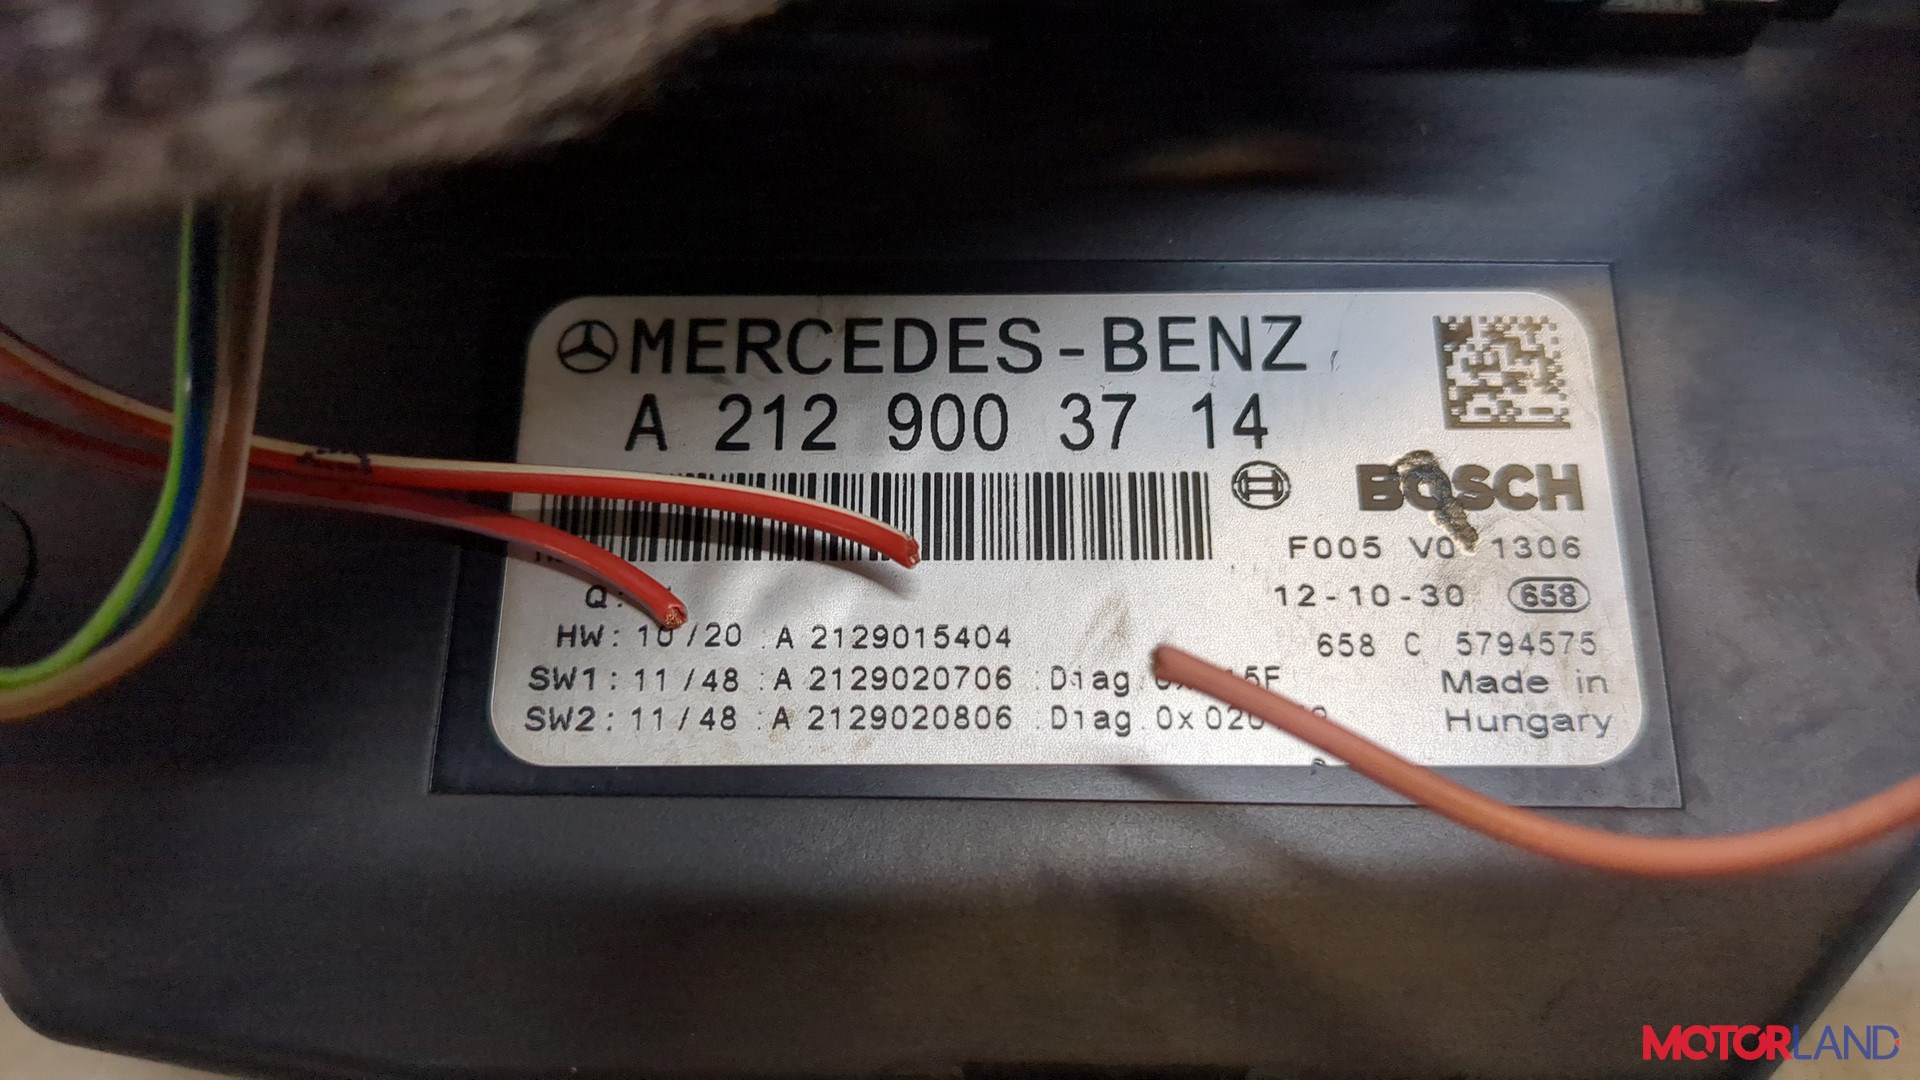 MERCEDES-BENZ
A 212 900 37 14
BOSCH
F005 V0 1306
Q:
12-10-30 658
HW: 10/20 A 2129015404
658 C 5794575
SW1: 11/48 A 2129020706 Diag
Made in
SW2: 11/48 A 2129020806 Diag
Hungary
MOTORLAND